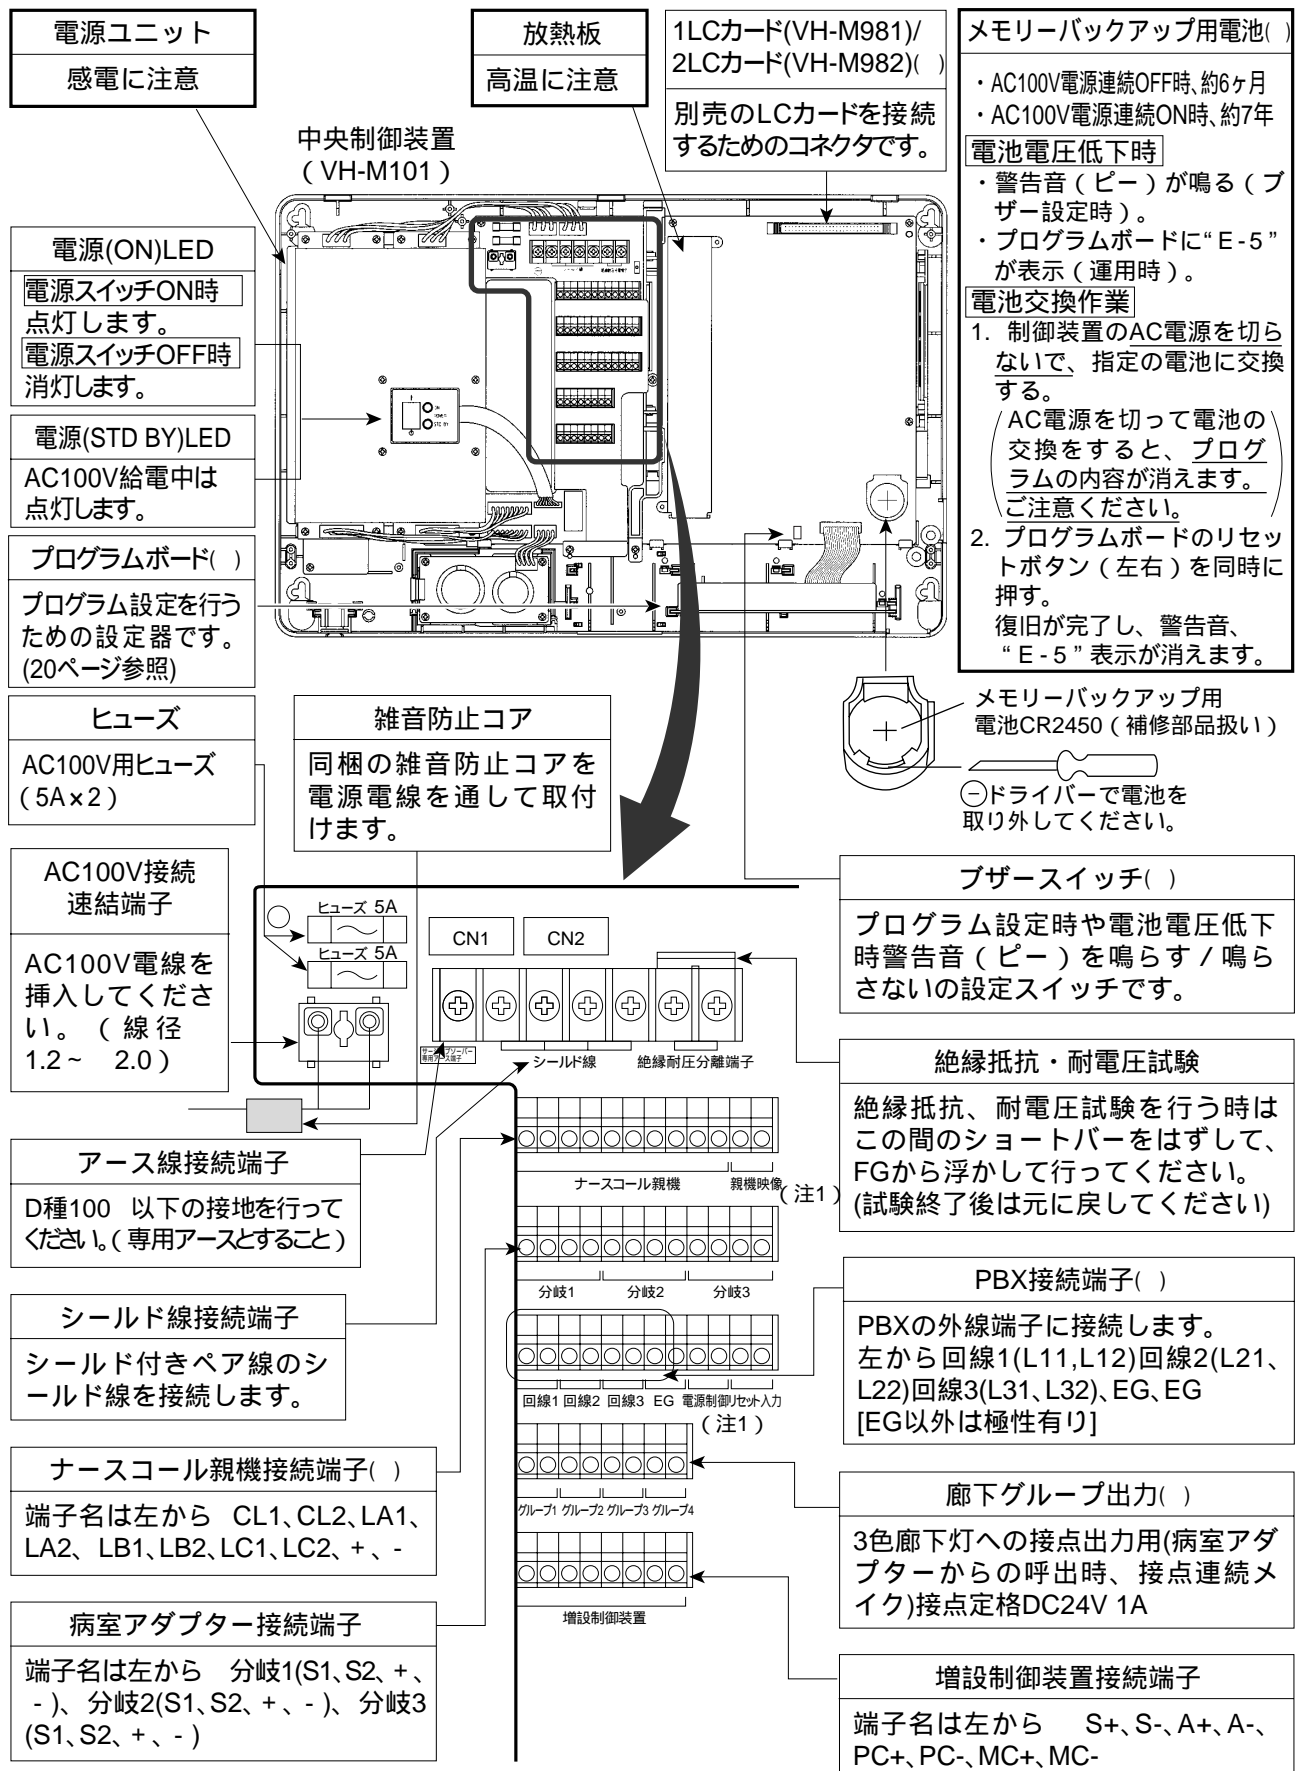 電源ユニット
感電に注意
放熱板
高温に注意
1LCカード(VH-M981)/
2LCカード(VH-M982)( )
別売のLCカードを接続
するためのコネクタです。
メモリーバックアップ用電池( )
・AC100V電源連続OFF時、約6ヶ月
・AC100V電源連続ON時、約7年
電池電圧低下時
・警告音(ピー)が鳴る(ブ
ザー設定時)。
・プログラムボードに“E-5”
が表示(運用時)。
電池交換作業
1. 制御装置のAC電源を切ら
ないで、指定の電池に交換
する。
(AC電源を切って電池の
交換をすると、プログ
ラムの内容が消えます。
ご注意ください。)
2. プログラムボードのリセッ
トボタン(左右)を同時に
押す。
復旧が完了し、警告音、
“E-5”表示が消えます。
中央制御装置
(VH-M101)
電源(ON)LED
電源スイッチON時
点灯します。
電源スイッチOFF時
消灯します。
電源(STD BY)LED
AC100V給電中は
点灯します。
ON
POWER
STD BY
プログラムボード( )
プログラム設定を行う
ための設定器です。
(20ページ参照)
メモリーバックアップ用
電池CR2450(補修部品扱い)
⊖ドライバーで電池を
取り外してください。
ヒューズ
AC100V用ヒューズ
(5A×2)
雑音防止コア
同梱の雑音防止コアを
電源電線を通して取付
けます。
AC100V接続
速結端子
AC100V電線を
挿入してくださ
い。(線径
1.2~ 2.0)
ブザースイッチ( )
プログラム設定時や電池電圧低下
時警告音(ピー)を鳴らす/鳴ら
さないの設定スイッチです。
ヒューズ 5A
ヒューズ 5A
CN1
CN2
サージアブソーバー
専用アース端子
シールド線
絶縁耐圧分離端子
絶縁抵抗・耐電圧試験
絶縁抵抗、耐電圧試験を行う時は
この間のショートバーをはずして、
FGから浮かして行ってください。
(試験終了後は元に戻してください)
アース線接続端子
D種100 以下の接地を行って
ください。(専用アースとすること)
ナースコール親機
親機映像
(注1)
分岐1
分岐2
分岐3
シールド線接続端子
シールド付きペア線のシ
ールド線を接続します。
PBX接続端子( )
PBXの外線端子に接続します。
左から回線1(L11,L12)回線2(L21、
L22)回線3(L31、L32)、EG、EG
[EG以外は極性有り]
回線1
回線2
回線3
EG
電源制御
リセット入力
(注1)
ナースコール親機接続端子( )
端子名は左から CL1、CL2、LA1、
LA2、LB1、LB2、LC1、LC2、+、-
グループ1
グループ2
グループ3
グループ4
廊下グループ出力( )
3色廊下灯への接点出力用(病室アダ
プターからの呼出時、接点連続メ
イク)接点定格DC24V 1A
増設制御装置
病室アダプター接続端子
端子名は左から 分岐1(S1、S2、+、
-)、分岐2(S1、S2、+、-)、分岐3
(S1、S2、+、-)
増設制御装置接続端子
端子名は左から S+、S-、A+、A-、
PC+、PC-、MC+、MC-